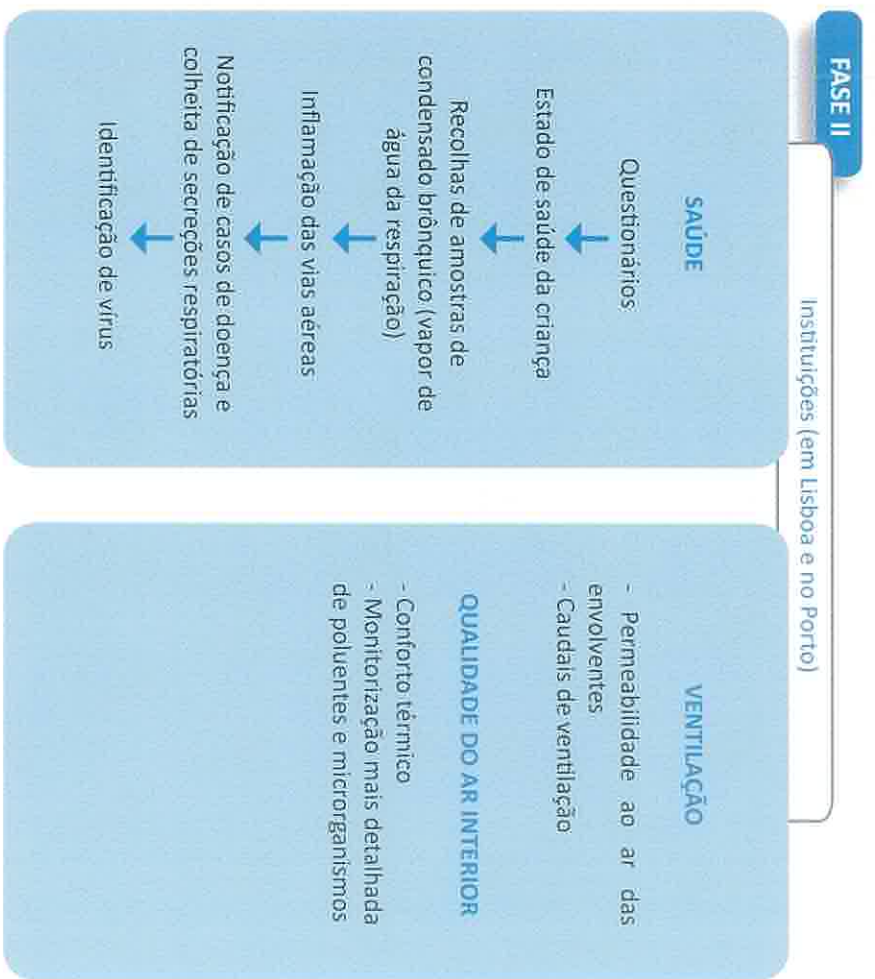 FASE II
Instituições (em Lisboa e no Porto)
SAÚDE
Questionários
Estado de saúde da criança
Recolhas de amostras de
condensado brônquico (vapor de
água da respiração)
Inflamação das vias aéreas
Notificação de casos de doença e
colheita de secreções respiratórias
Identificação de vírus
VENTILAÇÃO
- Permeabilidade ao ar das
envolventes
- Caudais de ventilação
QUALIDADE DO AR INTERIOR
- Conforto térmico
- Monitorização mais detalhada
de poluentes e microrganismos